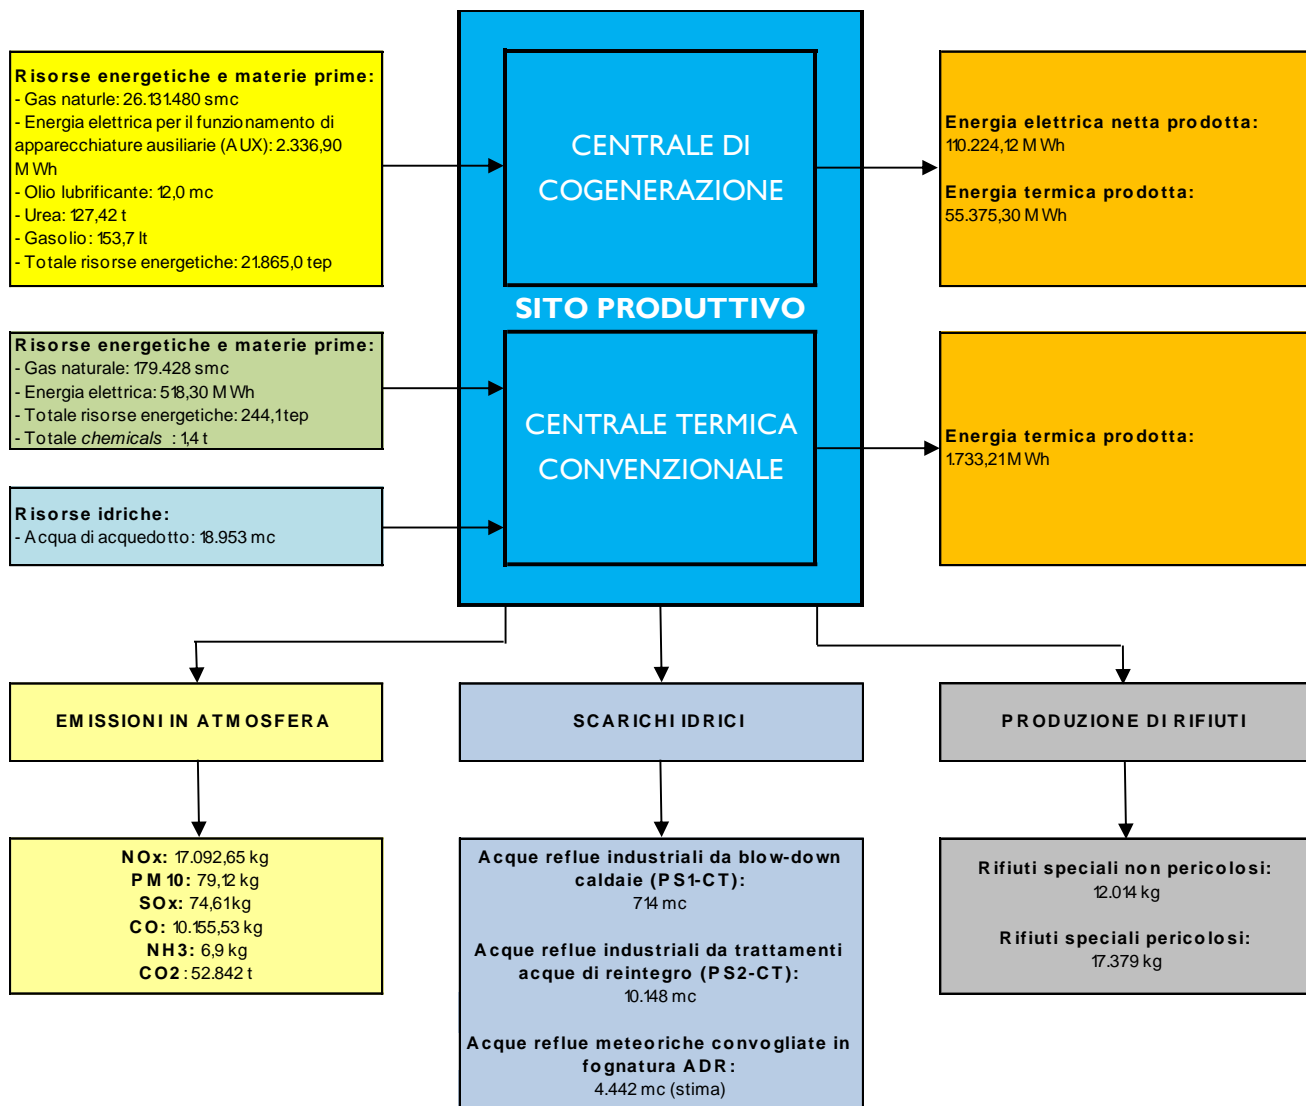 Risorse energetiche e materie prime:
- Gas naturle: 26.131.480 smc
- Energia elettrica per il funzionamento di
apparecchiature ausiliarie (AUX): 2.336,90
MWh
- Olio lubrificante: 12,0 mc
- Urea: 127,42 t
- Gasolio: 153,7 lt
- Totale risorse energetiche: 21.865,0 tep
CENTRALE DI
COGENERAZIONE
Energia elettrica netta prodotta:
110.224,12 MWh
Energia termica prodotta:
55.375,30 MWh
SITO PRODUTTIVO
Risorse energetiche e materie prime:
- Gas naturale: 179.428 smc
- Energia elettrica: 518,30 MWh
- Totale risorse energetiche: 244,1 tep
- Totale chemicals : 1,4 t
CENTRALE TERMICA
CONVENZIONALE
Energia termica prodotta:
1.733,21 MWh
Risorse idriche:
- Acqua di acquedotto: 18.953 mc
EMISSIONI IN ATMOSFERA
SCARICHI IDRICI
PRODUZIONE DI RIFIUTI
NOx: 17.092,65 kg
PM10: 79,12 kg
SOx: 74,61 kg
CO: 10.155,53 kg
NH3: 6,9 kg
CO2 : 52.842 t
Acque reflue industriali da blow-down
caldaie (PS1-CT):
714 mc
Acque reflue industriali da trattamenti
acque di reintegro (PS2-CT):
10.148 mc
Acque reflue meteoriche convogliate in
fognatura ADR:
4.442 mc (stima)
Rifiuti speciali non pericolosi:
12.014 kg
Rifiuti speciali pericolosi:
17.379 kg